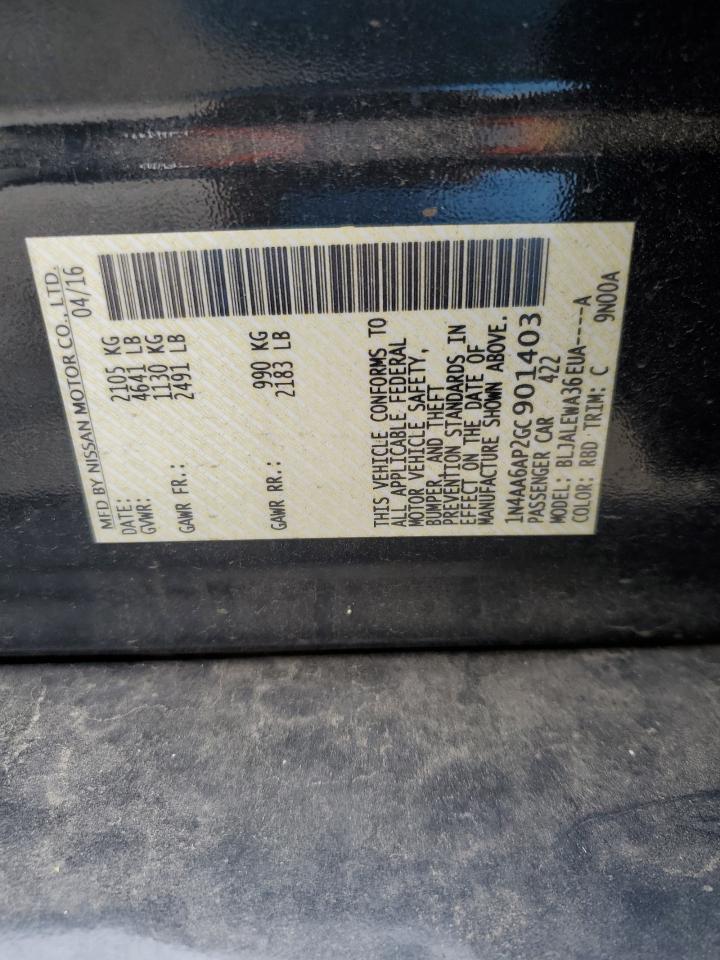 MFD BY NISSAN MOTOR CO., LTD.
DATE: 04/16
GVWR: 2105 KG
4641 LB
GAWR FR.: 1130 KG
2491 LB
GAWR RR.: 990 KG
2183 LB
THIS VEHICLE CONFORMS TO
ALL APPLICABLE FEDERAL
MOTOR VEHICLE SAFETY,
BUMPER, AND THEFT
PREVENTION STANDARDS IN
EFFECT ON THE DATE OF
MANUFACTURE SHOWN ABOVE.
1N4AA6AP2GC901403
PASSENGER CAR 422
MODEL: BLJALEWA36EUA----A
COLOR: RBD TRIM: C 9N00A